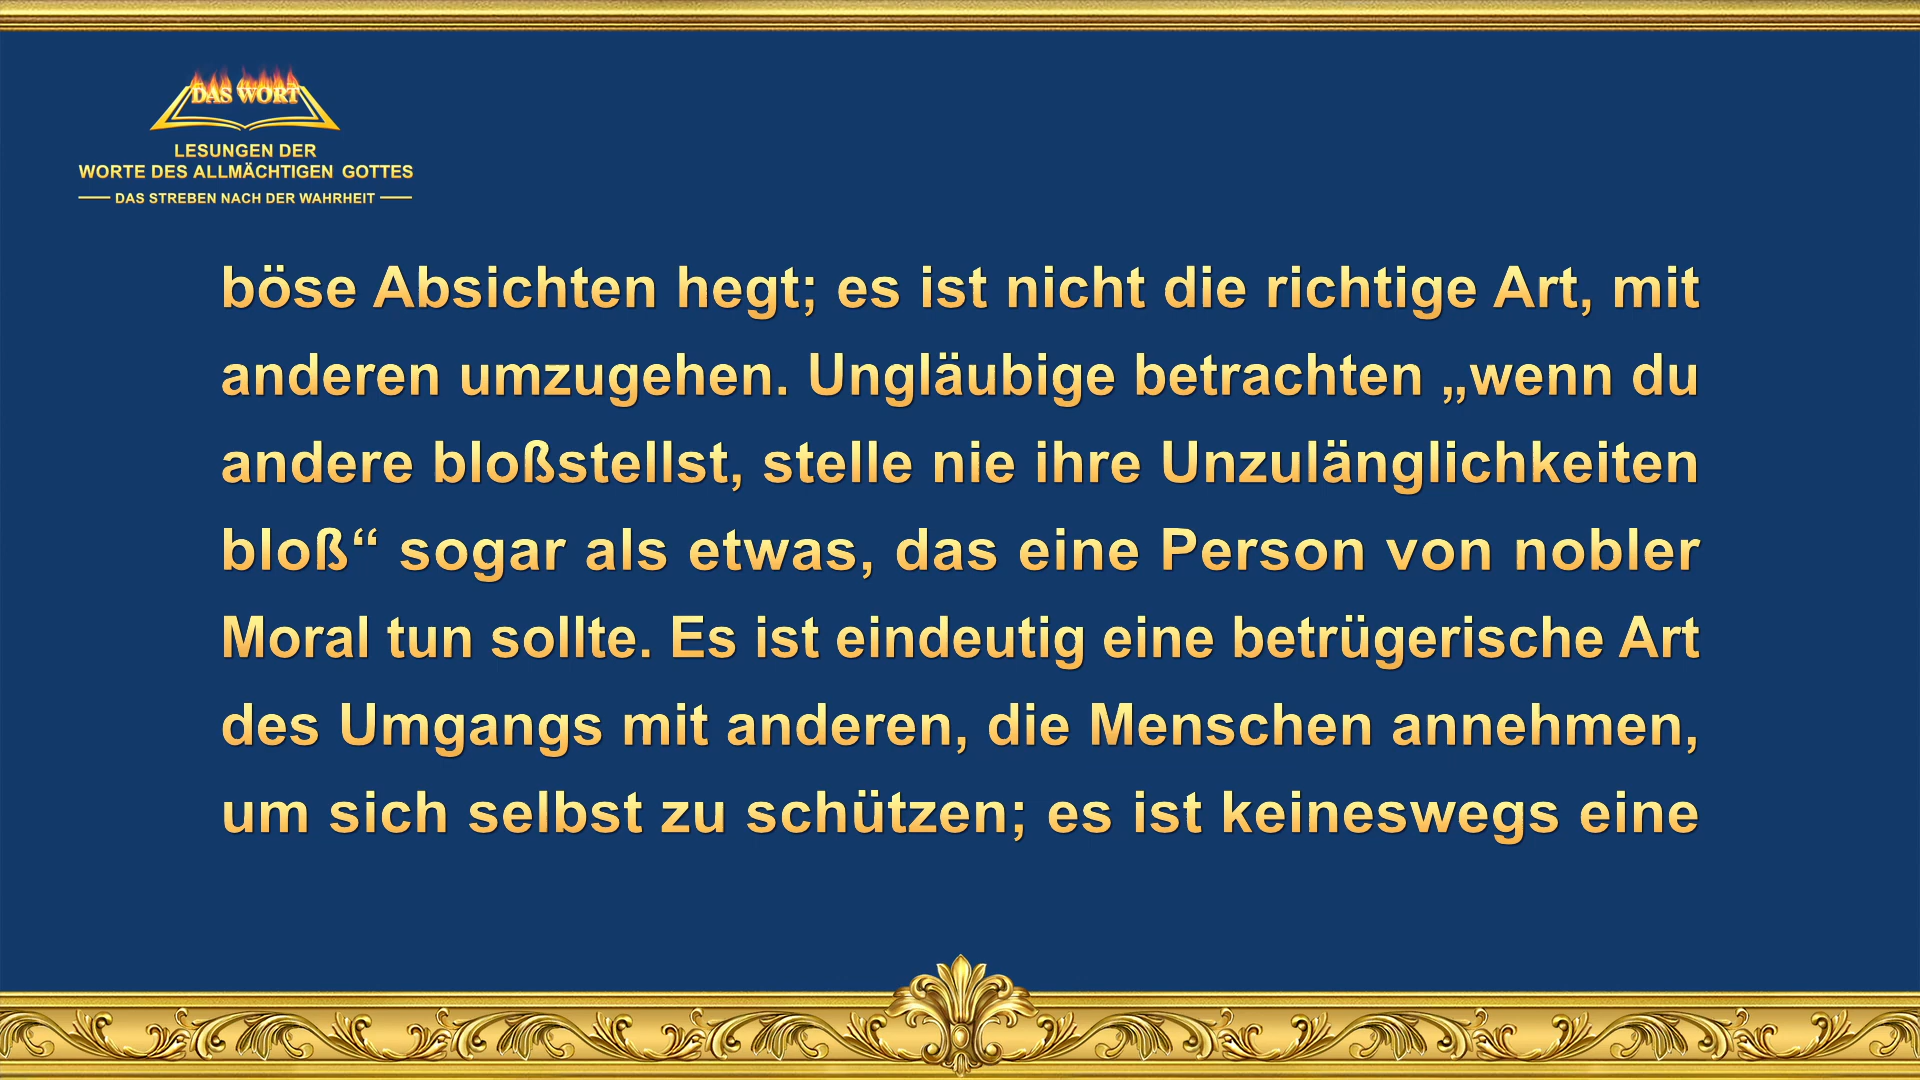 DAS WORT
LESUNGEN DER
WORTE DES ALLMÄCHTIGEN GOTTES
DAS STREBEN NACH DER WAHRHEIT
böse Absichten hegt; es ist nicht die richtige Art, mit
anderen umzugehen. Ungläubige betrachten „wenn du
andere bloßstellst, stelle nie ihre Unzulänglichkeiten
bloß“ sogar als etwas, das eine Person von nobler
Moral tun sollte. Es ist eindeutig eine betrügerische Art
des Umgangs mit anderen, die Menschen annehmen,
um sich selbst zu schützen; es ist keineswegs eine